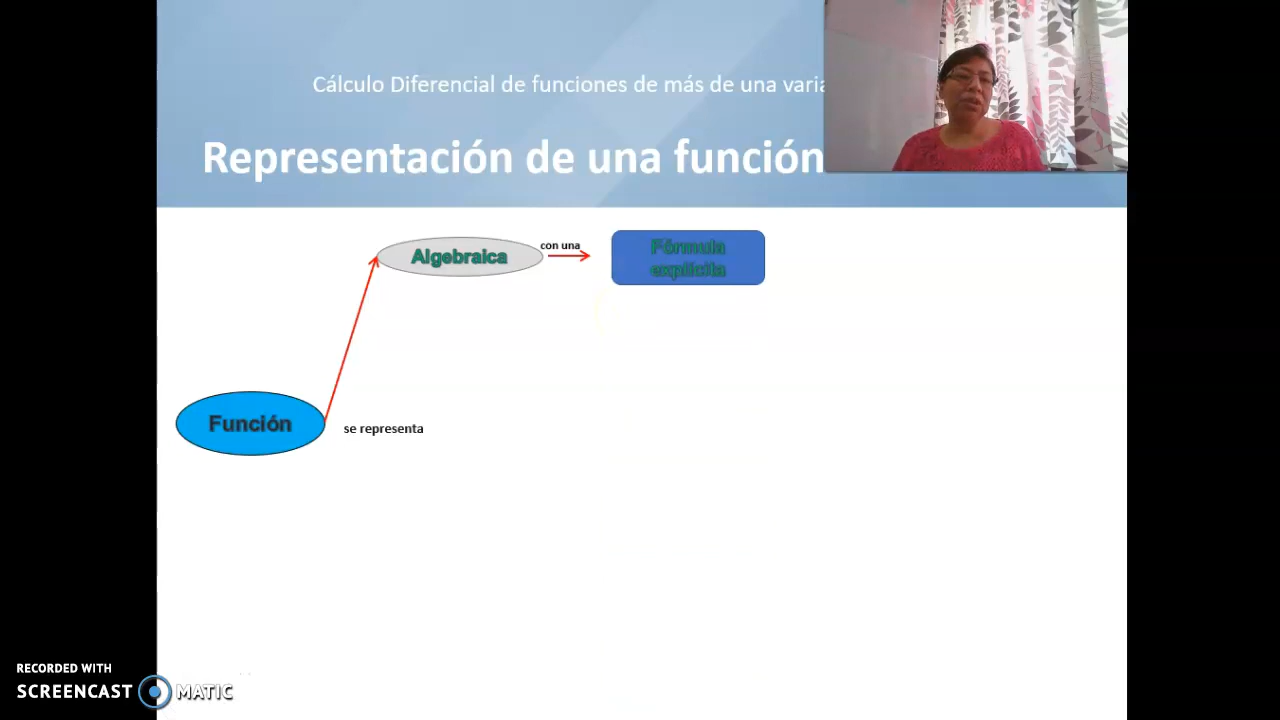 Cálculo Diferencial de funciones de más de una
Representación de una función
Algebraica
con una
Fórmula
explícita
Función
se representa
RECORDED WITH
SCREENCAST MATIC